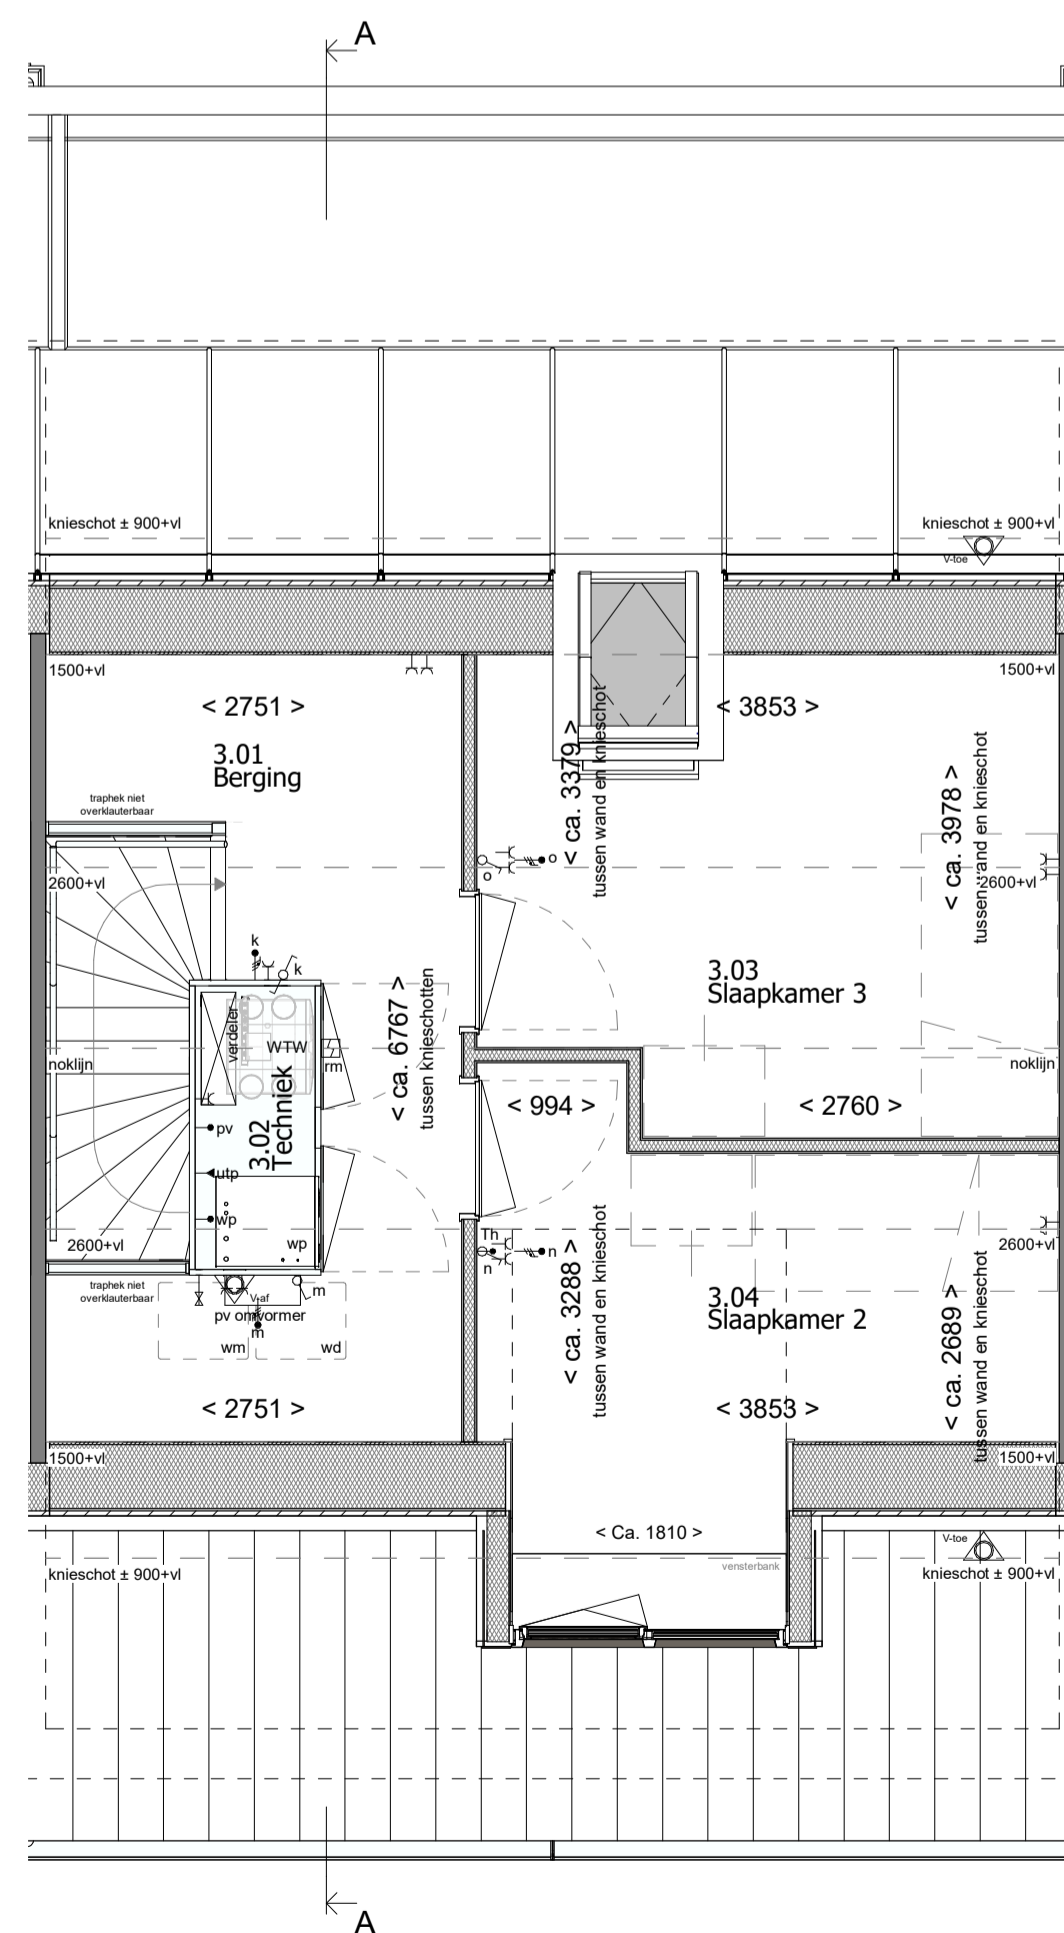 A
knieschot ± 900+vl
knieschot ± 900+vl
V-toe
1500+vl
1500+vl
< 2751 >
< 3853 >
3.01
Berging
< ca. 3379 >
tussen wand en knieschot
< ca. 3978 >
tussen wand en knieschot
traphek niet
overklauterbaar
2600+vl
o
o
2600+vl
k
k
3.03
Slaapkamer 3
< ca. 6767 >
tussen knieschotten
verdeler
WTW
rm
noklijn
noklijn
3.02
Techniek
< 994 >
< 2760 >
pv
utp
wp
wp
2600+vl
Th
n
n
2600+vl
traphek niet
overklauterbaar
V-af
m
pv omvormer
m
wm
wd
< ca. 3288 >
tussen wand en knieschot
3.04
Slaapkamer 2
< ca. 2689 >
tussen wand en knieschot
< 2751 >
< 3853 >
1500+vl
1500+vl
< Ca. 1810 >
V-toe
vensterbank
knieschot ± 900+vl
knieschot ± 900+vl
A